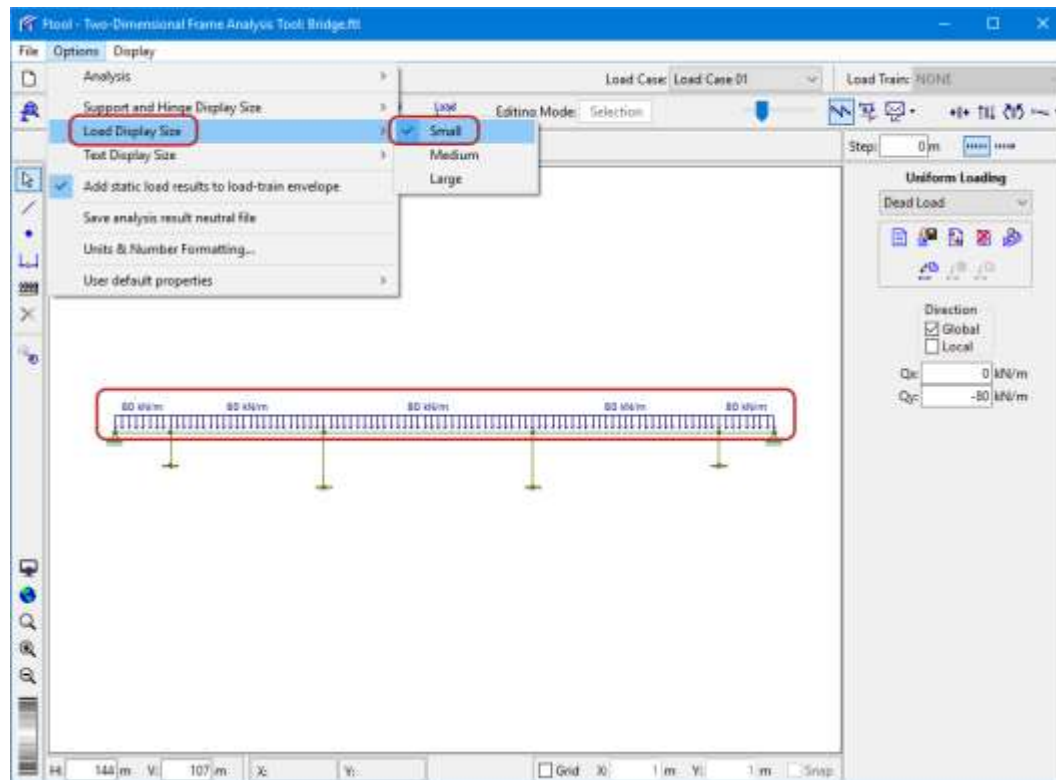 Ftool - Two-Dimensional Frame Analysis Tool: Bridge.ftl
File Options Display
Analysis
Load Case: Load Case 01
Load Train: NONE
Support and Hinge Display Size
Load
Editing Mode: Selection
Load Display Size
Small
Step: 0 m
Text Display Size
Medium
Add static load results to load-train envelope
Large
Uniform Loading
Dead Load
Save analysis result neutral file
Units & Number Formatting...
User default properties
Direction
Global
Local
Qx: 0 kN/m
Qy: -80 kN/m
80 kN/m 80 kN/m 80 kN/m 80 kN/m 80 kN/m
H: 144 m V: 107 m X: Y: Grid X: 1 m Y: 1 m Snap